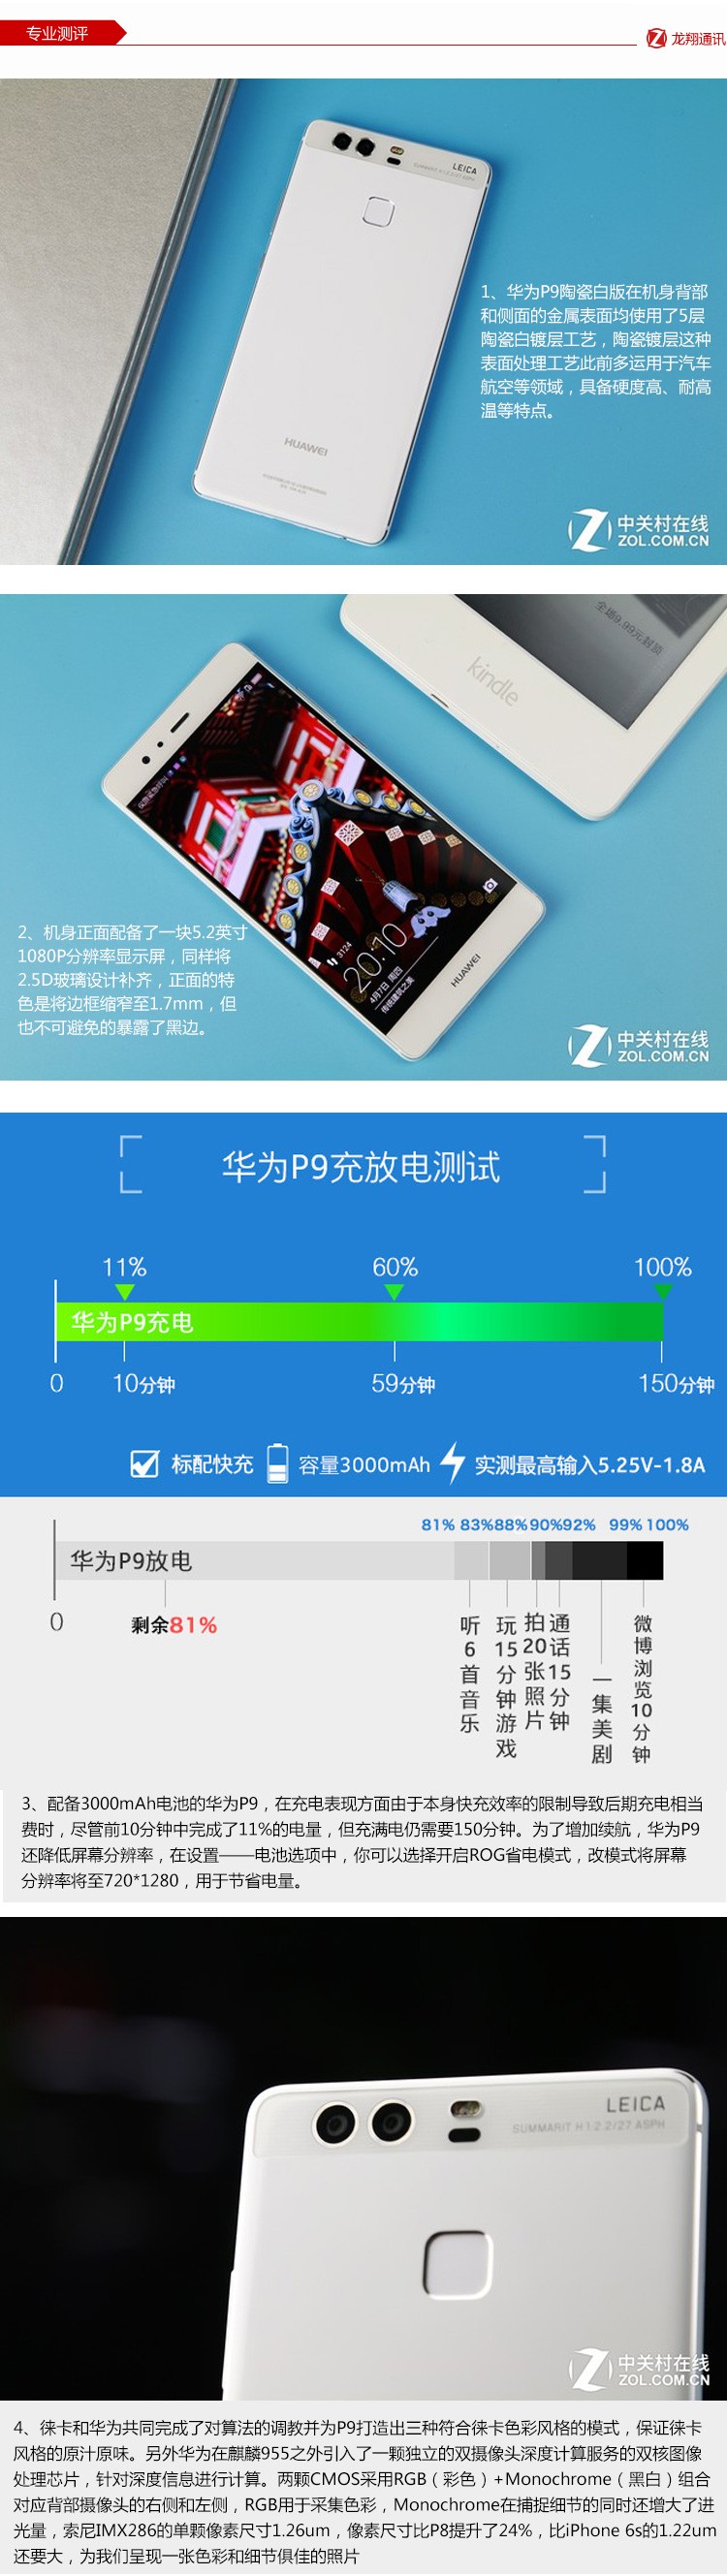 专业测评
龙翔通讯
LEICA
SUMMARIT H 1:2.2/27 ASPH
1、华为P9陶瓷白版在机身背部
和侧面的金属表面均使用了5层
陶瓷白镀层工艺，陶瓷镀层这种
表面处理工艺此前多运用于汽车
航空等领域，具备硬度高、耐高
温等特点。
HUAWEI
中关村在线
ZOL.COM.CN
全场9.99元封顶
kindle
2、机身正面配备了一块5.2英寸
1080P分辨率显示屏，同样将
2.5D玻璃设计补齐，正面的特
色是将边框缩窄至1.7mm，但
也不可避免的暴露了黑边。
3124
20:10
4月7日 周四
传统建筑之美
HUAWEI
中关村在线
ZOL.COM.CN
华为P9充放电测试
11% 60% 100%
华为P9充电
0 10分钟 59分钟 150分钟
标配快充 容量3000mAh 实测最高输入5.25V-1.8A
81% 83% 88% 90% 92% 99% 100%
华为P9放电
0 剩余81%
听6首音乐
玩15分钟游戏
拍20张照片
通话15分钟
一集美剧
微博浏览10分钟
3、配备3000mAh电池的华为P9，在充电表现方面由于本身快充效率的限制导致后期充电相当
费时，尽管前10分钟中完成了11%的电量，但充满电仍需要150分钟。为了增加续航，华为P9
还降低屏幕分辨率，在设置——电池选项中，你可以选择开启ROG省电模式，改模式将屏幕
分辨率将至720*1280，用于节省电量。
LEICA
SUMMARIT H 1:2.2/27 ASPH
中关村在线
ZOL.COM.CN
4、徕卡和华为共同完成了对算法的调教并为P9打造出三种符合徕卡色彩风格的模式，保证徕卡
风格的原汁原味。另外华为在麒麟955之外引入了一颗独立的双摄像头深度计算服务的双核图像
处理芯片，针对深度信息进行计算。两颗CMOS采用RGB（彩色）+Monochrome（黑白）组合
对应背部摄像头的右侧和左侧，RGB用于采集色彩，Monochrome在捕捉细节的同时还增大了进
光量，索尼IMX286的单颗像素尺寸1.26um，像素尺寸比P8提升了24%，比iPhone 6s的1.22um
还要大，为我们呈现一张色彩和细节俱佳的照片